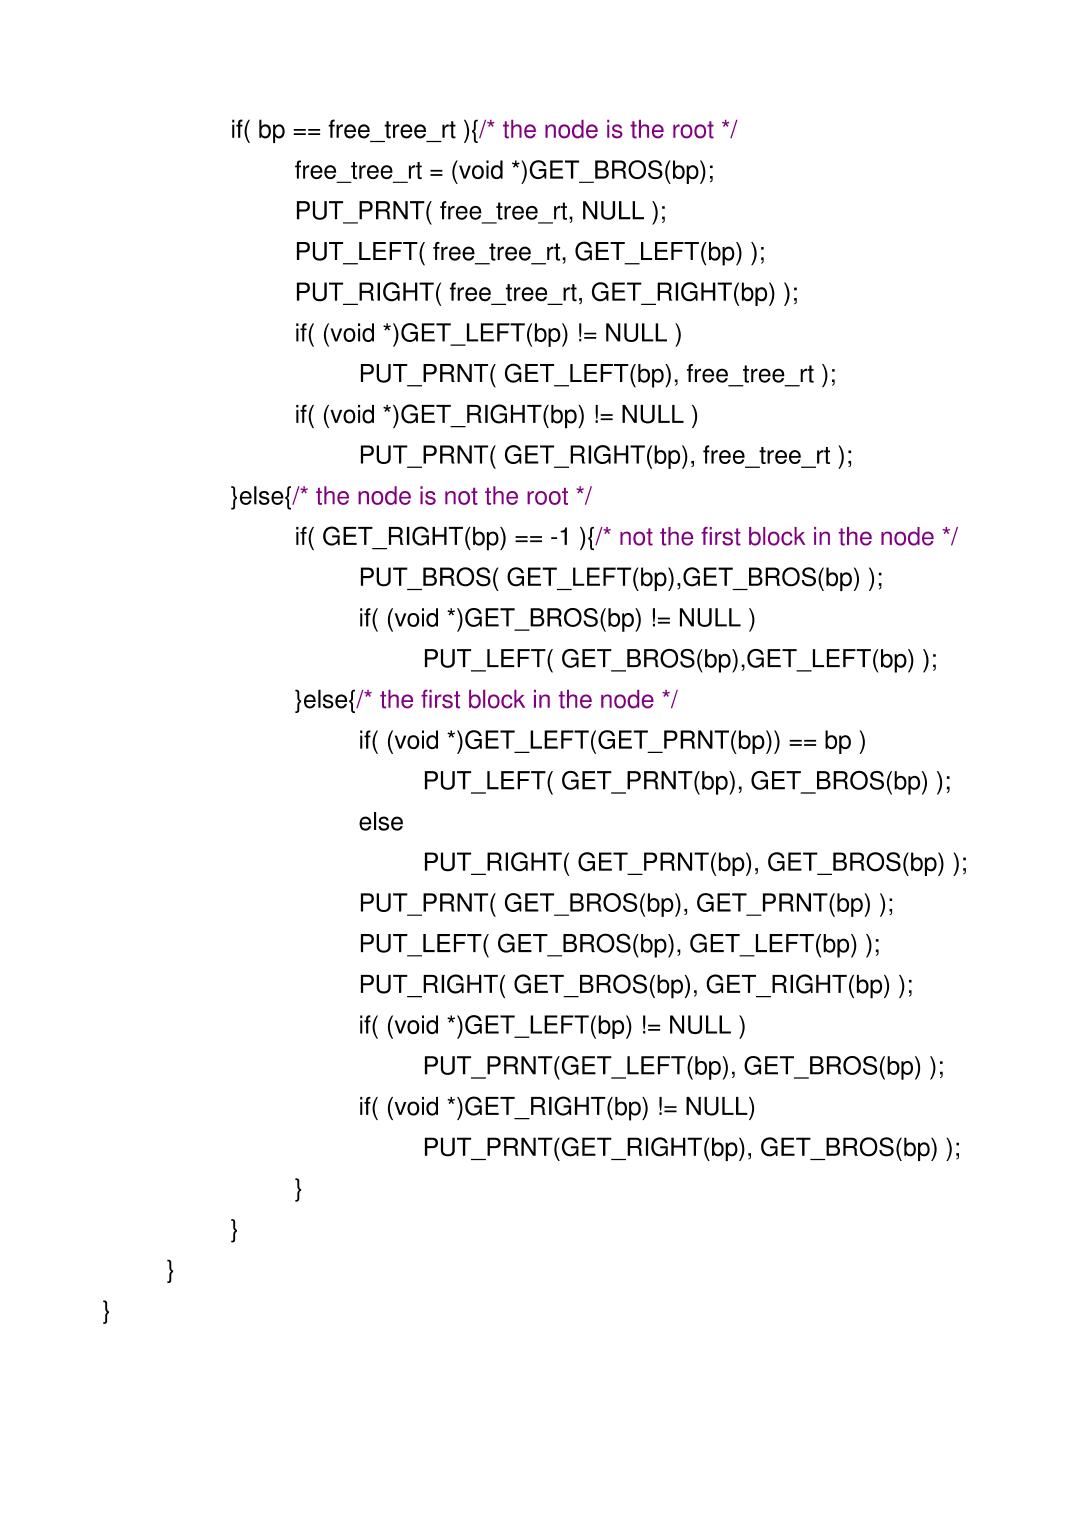 if( bp == free_tree_rt ){/* the node is the root */
free_tree_rt = (void *)GET_BROS(bp);
PUT_PRNT( free_tree_rt, NULL );
PUT_LEFT( free_tree_rt, GET_LEFT(bp) );
PUT_RIGHT( free_tree_rt, GET_RIGHT(bp) );
if( (void *)GET_LEFT(bp) != NULL )
PUT_PRNT( GET_LEFT(bp), free_tree_rt );
if( (void *)GET_RIGHT(bp) != NULL )
PUT_PRNT( GET_RIGHT(bp), free_tree_rt );
}else{/* the node is not the root */
if( GET_RIGHT(bp) == -1 ){/* not the first block in the node */
PUT_BROS( GET_LEFT(bp),GET_BROS(bp) );
if( (void *)GET_BROS(bp) != NULL )
PUT_LEFT( GET_BROS(bp),GET_LEFT(bp) );
}else{/* the first block in the node */
if( (void *)GET_LEFT(GET_PRNT(bp)) == bp )
PUT_LEFT( GET_PRNT(bp), GET_BROS(bp) );
else
PUT_RIGHT( GET_PRNT(bp), GET_BROS(bp) );
PUT_PRNT( GET_BROS(bp), GET_PRNT(bp) );
PUT_LEFT( GET_BROS(bp), GET_LEFT(bp) );
PUT_RIGHT( GET_BROS(bp), GET_RIGHT(bp) );
if( (void *)GET_LEFT(bp) != NULL )
PUT_PRNT(GET_LEFT(bp), GET_BROS(bp) );
if( (void *)GET_RIGHT(bp) != NULL)
PUT_PRNT(GET_RIGHT(bp), GET_BROS(bp) );
}
}
}
}